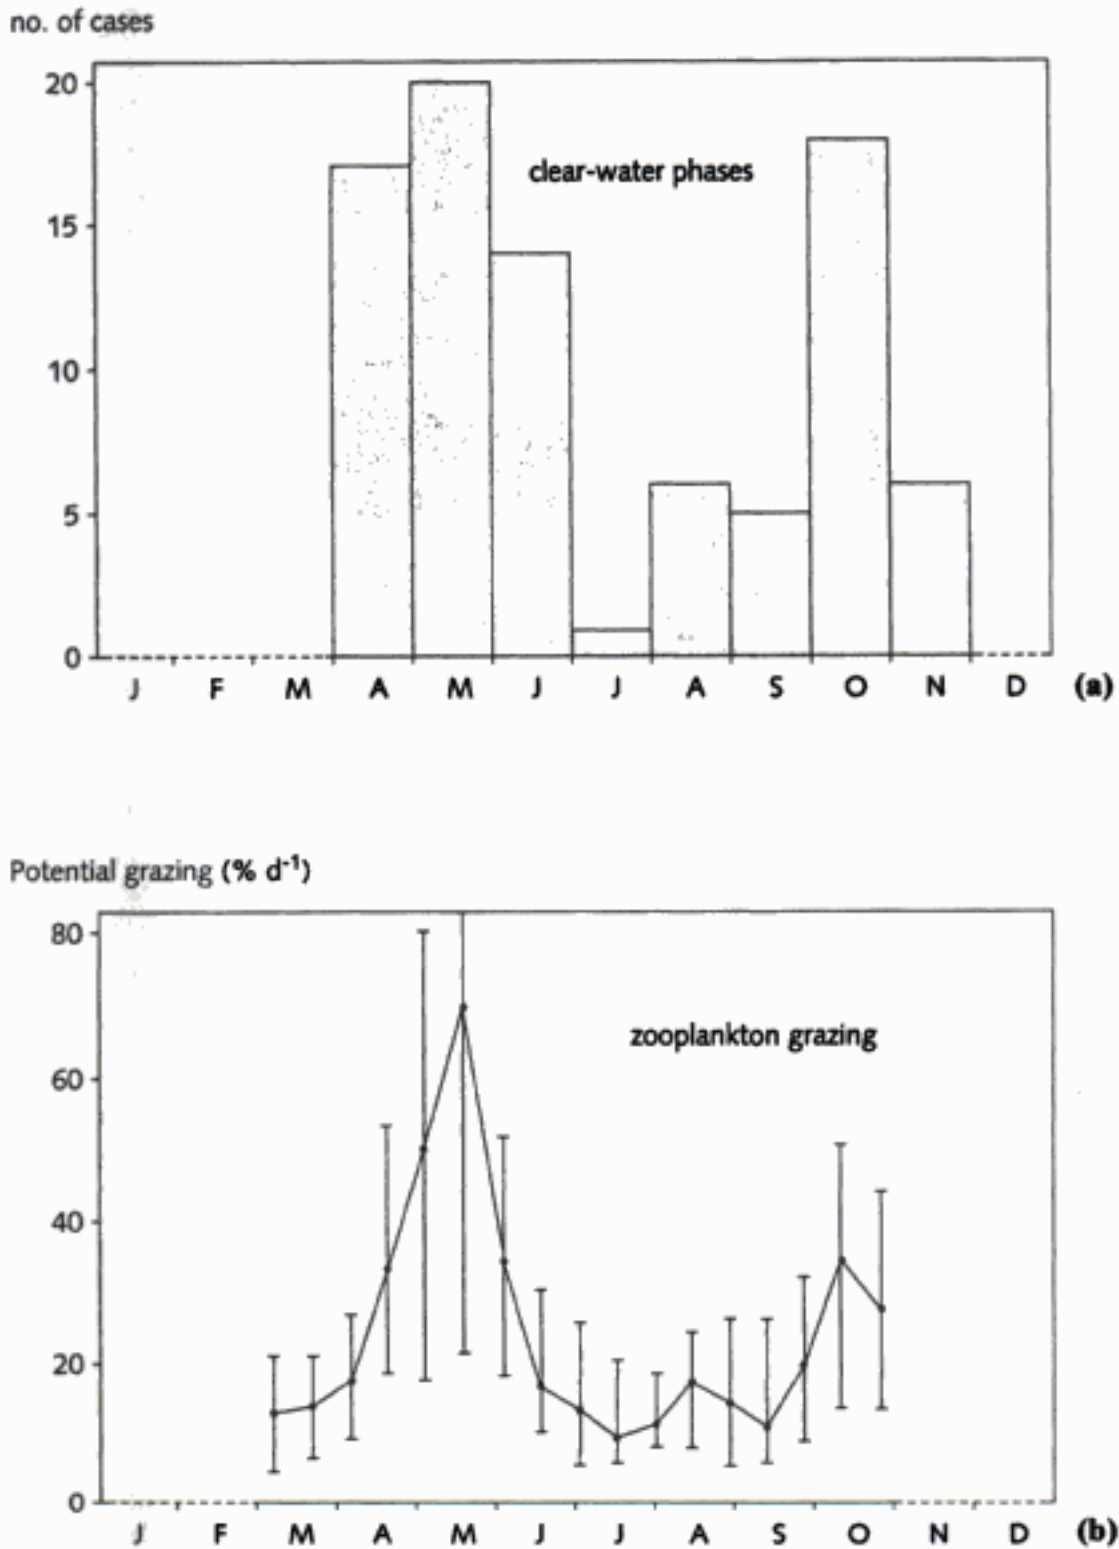 no. of cases
20
clear-water phases
15
10
5
0
J F M A M J J A S O N D (a)
Potential grazing (% d⁻¹)
80
zooplankton grazing
60
40
20
0
J F M A M J J A S O N D (b)